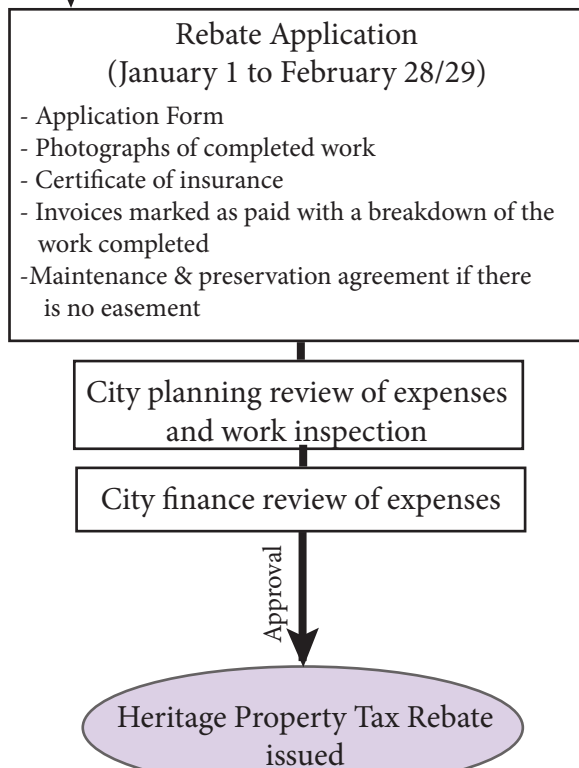 Rebate Application
(January 1 to February 28/29)
- Application Form
- Photographs of completed work
- Certificate of insurance
- Invoices marked as paid with a breakdown of the
work completed
-Maintenance & preservation agreement if there
is no easement
City planning review of expenses
and work inspection
City finance review of expenses
Approval
Heritage Property Tax Rebate
issued